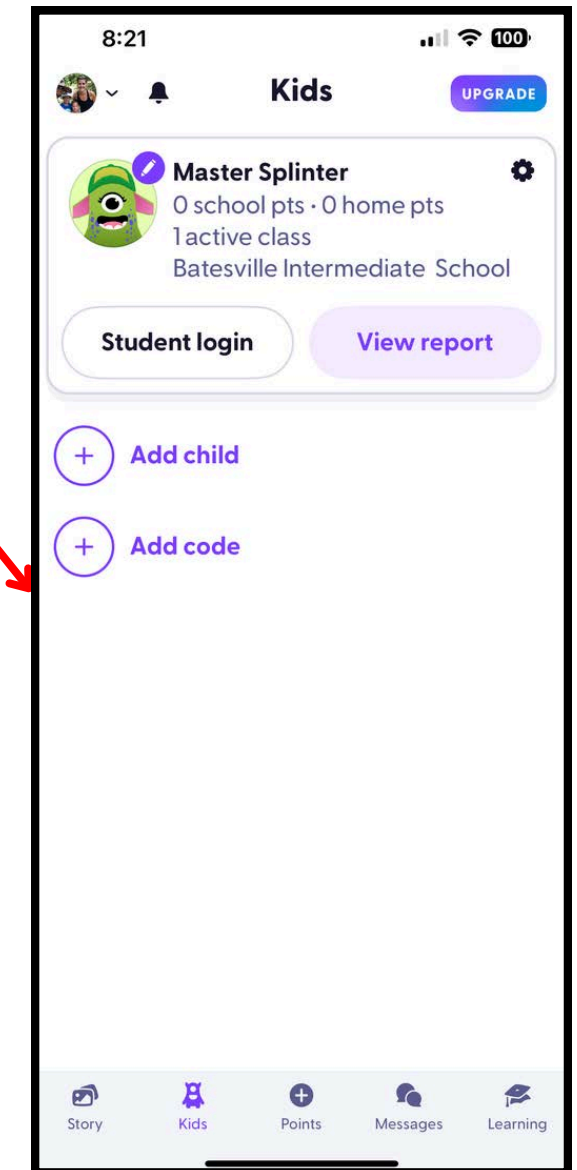 8:21
100
Kids
UPGRADE
Master Splinter
0 school pts · 0 home pts
1 active class
Batesville Intermediate School
Student login
View report
+ Add child
+ Add code
Story
Kids
Points
Messages
Learning